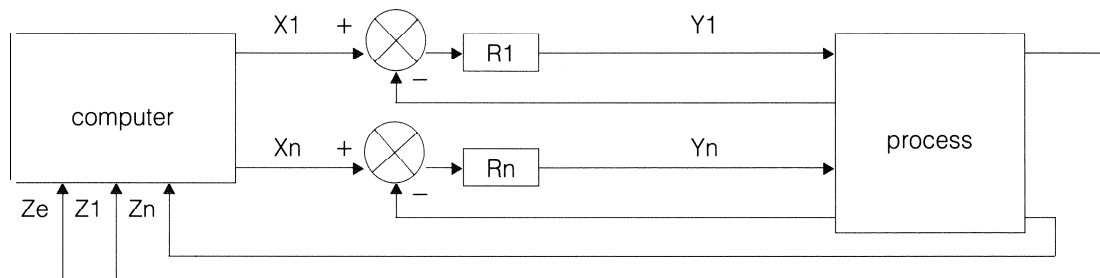 X1 + Y1
R1
−
computer
process
Xn + Yn
Rn
−
Ze Z1 Zn